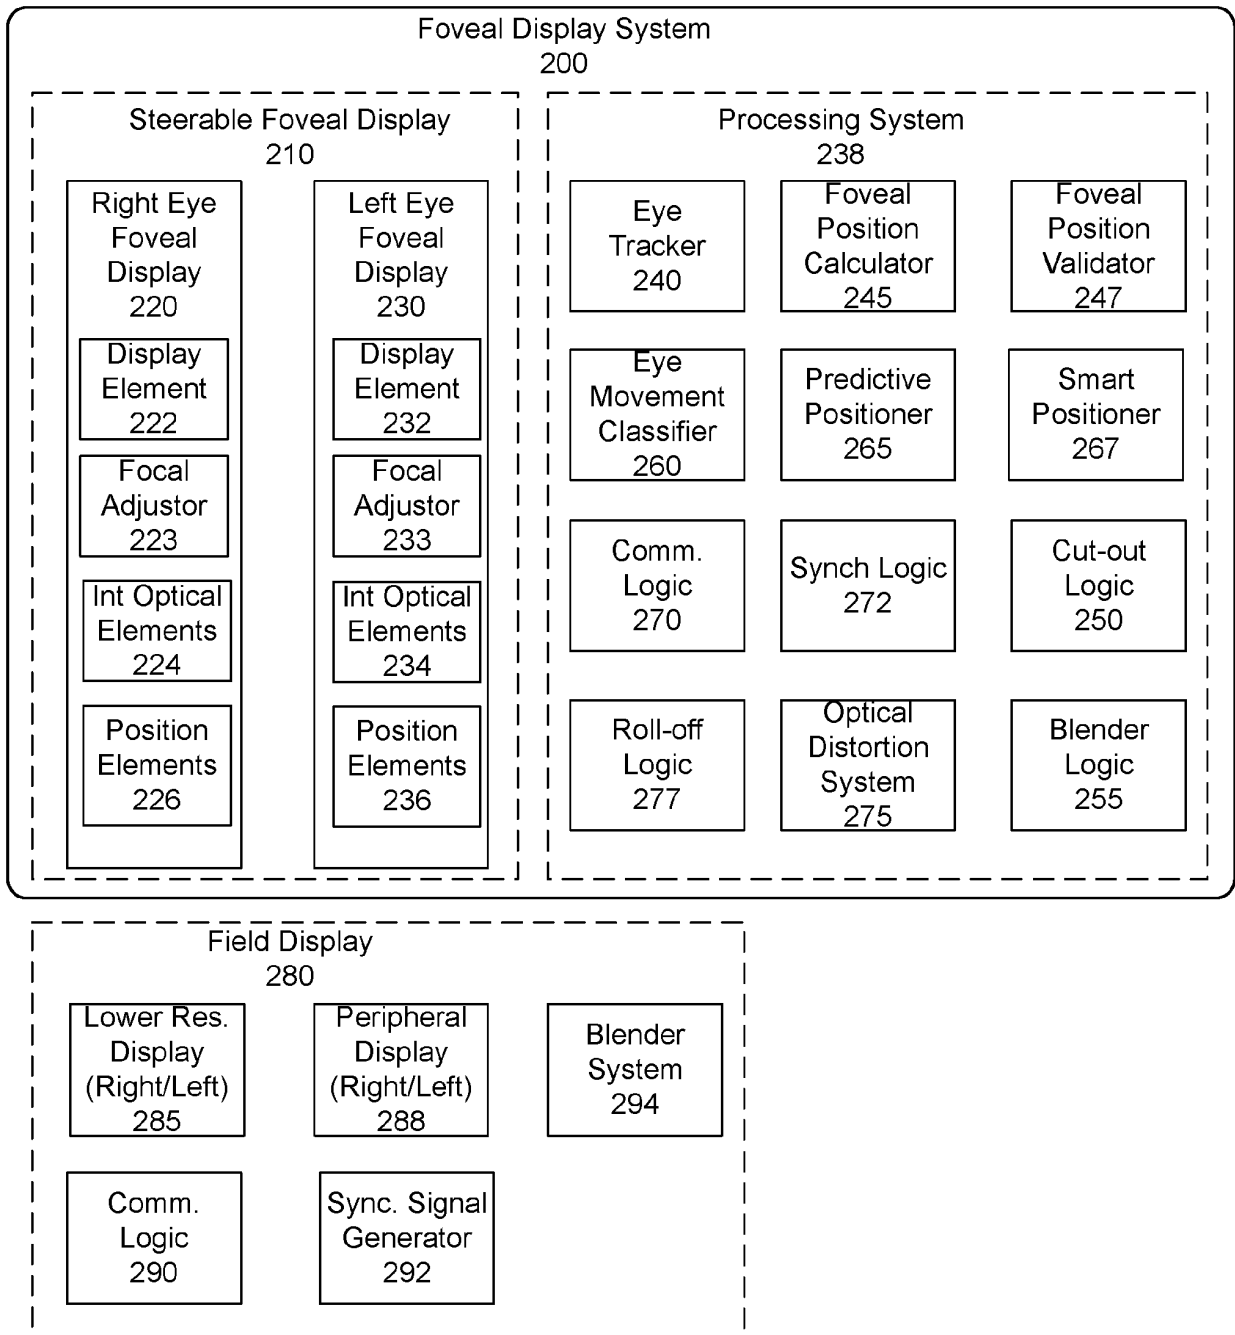 Foveal Display System
200
Steerable Foveal Display
210
Right Eye
Foveal
Display
220
Display
Element
222
Focal
Adjustor
223
Int Optical
Elements
224
Position
Elements
226
Left Eye
Foveal
Display
230
Display
Element
232
Focal
Adjustor
233
Int Optical
Elements
234
Position
Elements
236
Processing System
238
Eye
Tracker
240
Foveal
Position
Calculator
245
Foveal
Position
Validator
247
Eye
Movement
Classifier
260
Predictive
Positioner
265
Smart
Positioner
267
Comm.
Logic
270
Synch Logic
272
Cut-out
Logic
250
Roll-off
Logic
277
Optical
Distortion
System
275
Blender
Logic
255
Field Display
280
Lower Res.
Display
(Right/Left)
285
Peripheral
Display
(Right/Left)
288
Blender
System
294
Comm.
Logic
290
Sync. Signal
Generator
292